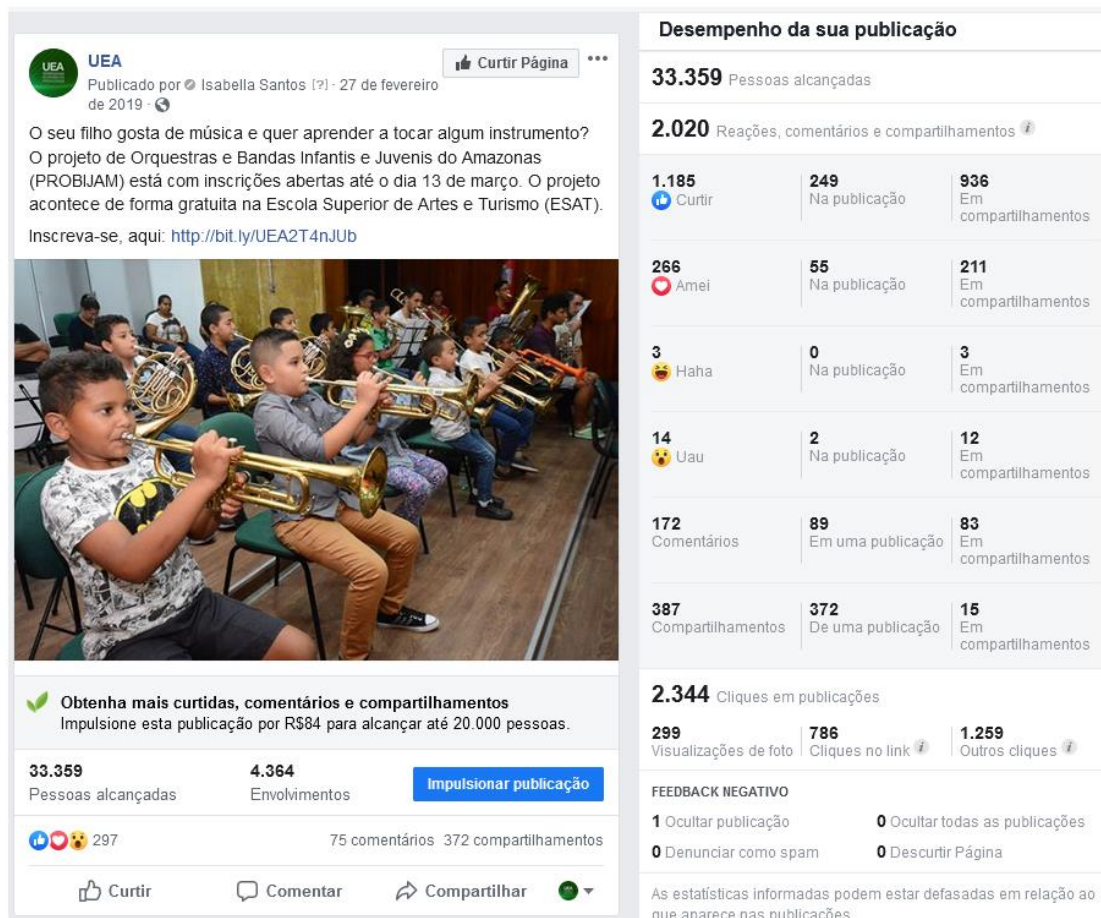 UEA
UEA
Curtir Página
Publicado por Isabella Santos [?] · 27 de fevereiro
de 2019 ·
O seu filho gosta de música e quer aprender a tocar algum instrumento?
O projeto de Orquestras e Bandas Infantis e Juvenis do Amazonas
(PROBIJAM) está com inscrições abertas até o dia 13 de março. O projeto
acontece de forma gratuita na Escola Superior de Artes e Turismo (ESAT).
Inscreva-se, aqui: http://bit.ly/UEA2T4nJUb
Obtenha mais curtidas, comentários e compartilhamentos
Impulsione esta publicação por R$84 para alcançar até 20.000 pessoas.
33.359 4.364
Pessoas alcançadas Envolvimentos
Impulsionar publicação
297 75 comentários 372 compartilhamentos
Curtir Comentar Compartilhar
Desempenho da sua publicação
33.359 Pessoas alcançadas
2.020 Reações, comentários e compartilhamentos
1.185 249 936
Curtir Na publicação Em
compartilhamentos
266 55 211
Amei Na publicação Em
compartilhamentos
3 0 3
Haha Na publicação Em
compartilhamentos
14 2 12
Uau Na publicação Em
compartilhamentos
172 89 83
Comentários Em uma publicação Em
compartilhamentos
387 372 15
Compartilhamentos De uma publicação Em
compartilhamentos
2.344 Cliques em publicações
299 786 1.259
Visualizações de foto Cliques no link Outros cliques
FEEDBACK NEGATIVO
1 Ocultar publicação 0 Ocultar todas as publicações
0 Denunciar como spam 0 Descurtir Página
As estatísticas informadas podem estar defasadas em relação ao
que aparece nas publicações